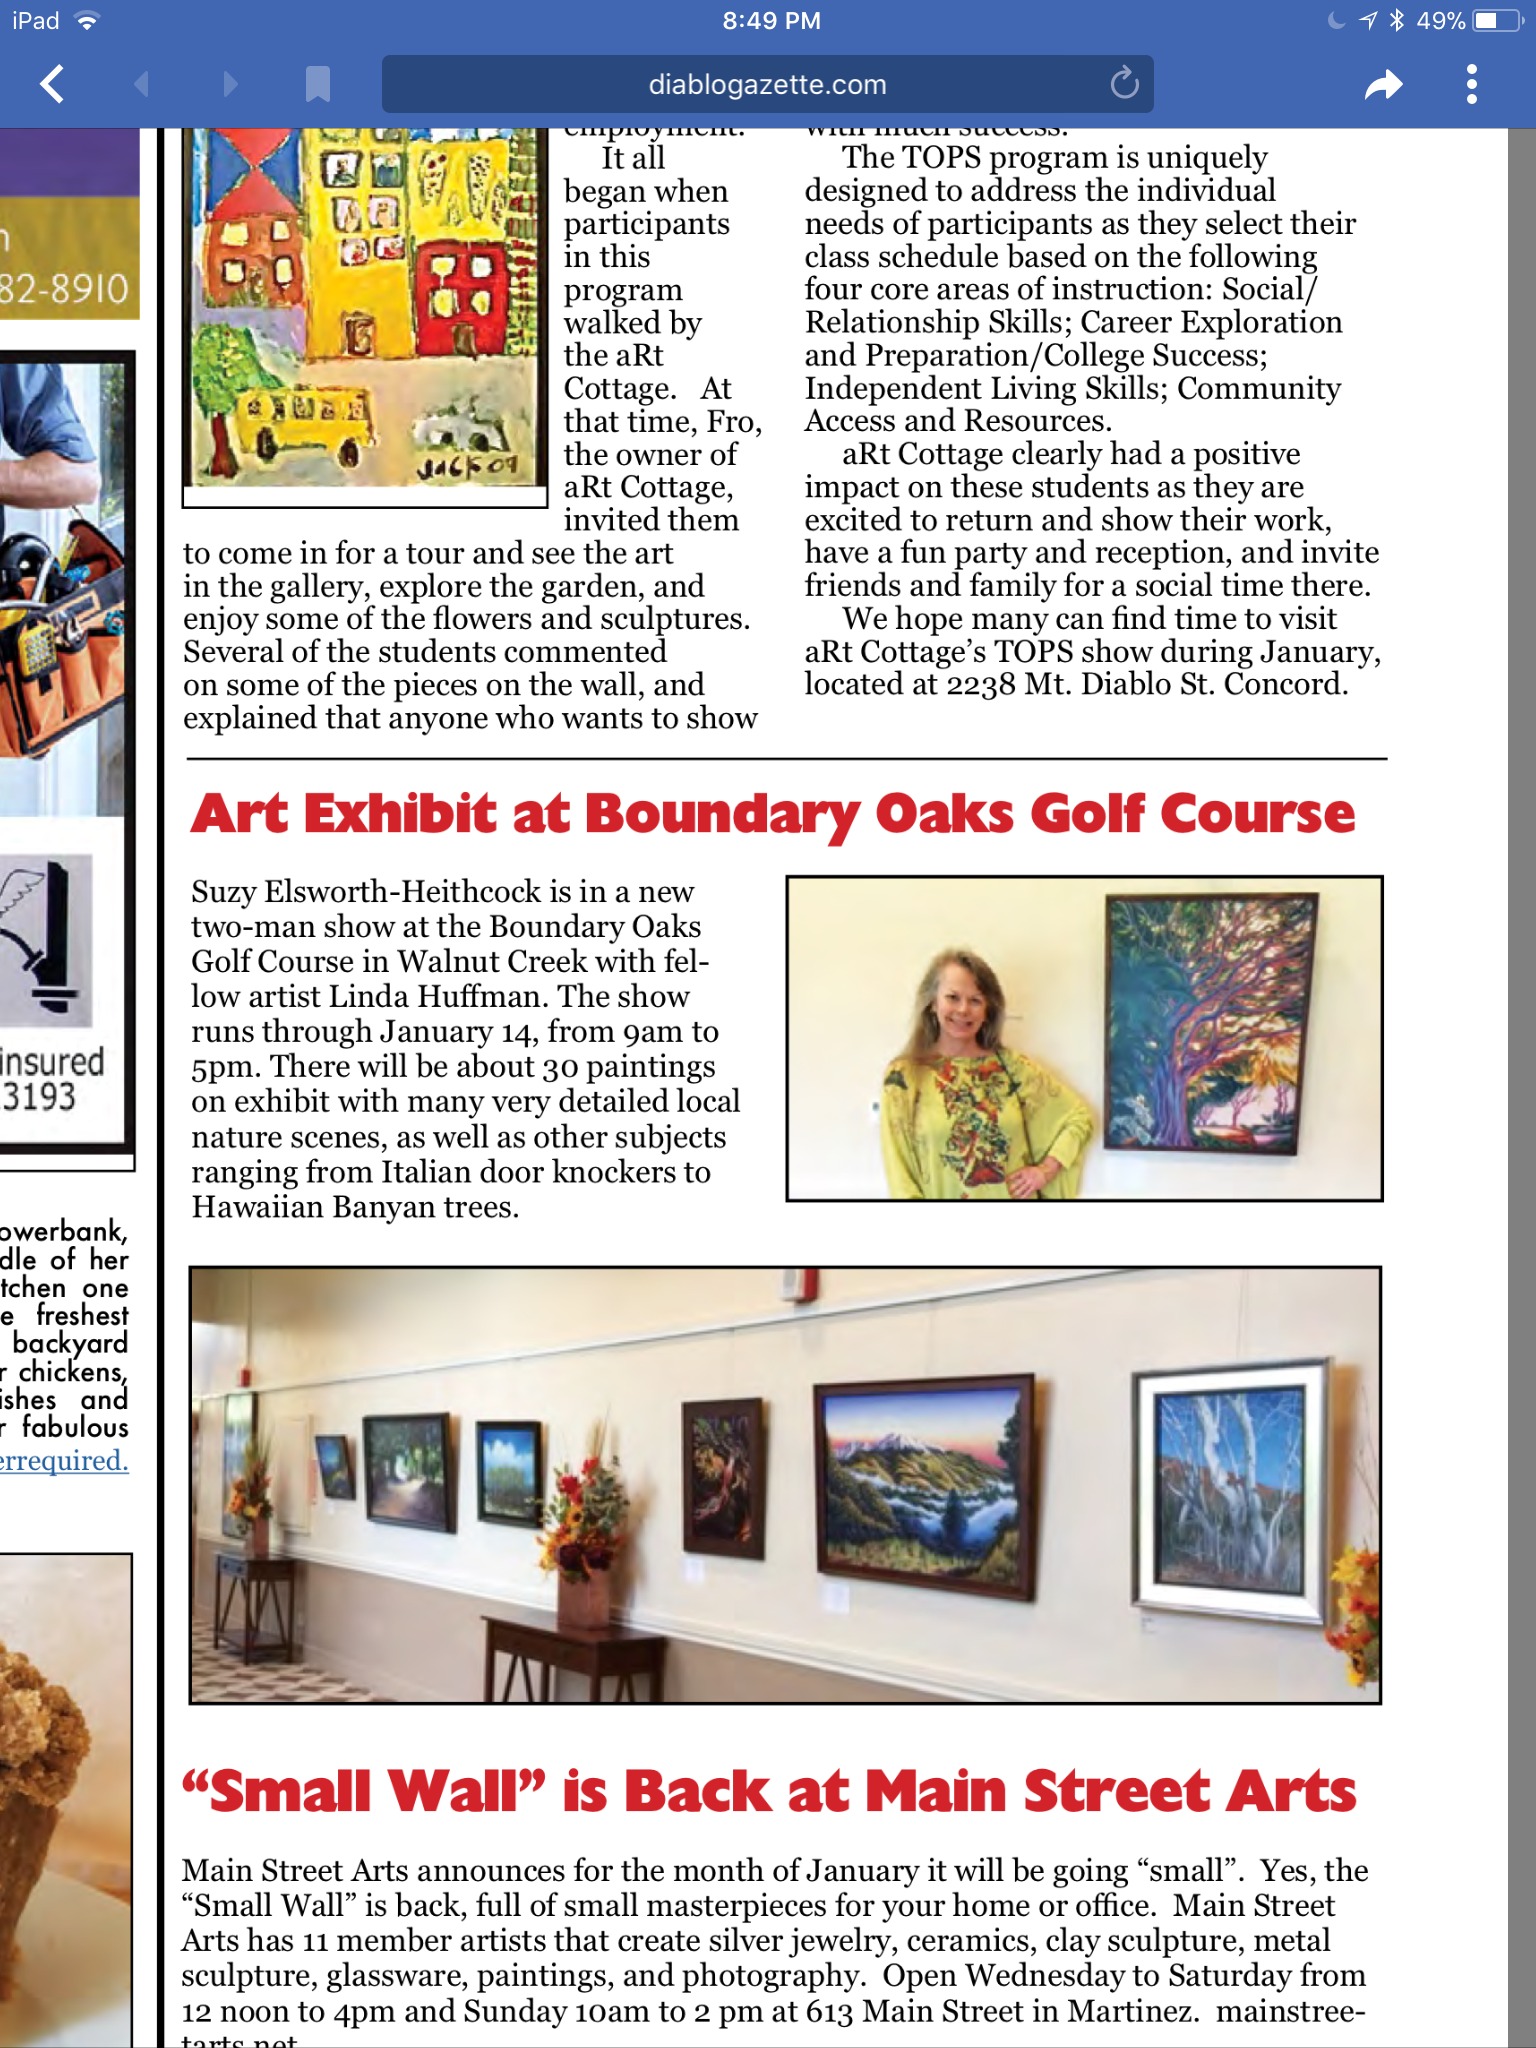 iPad
8:49 PM
49%
diablogazette.com
82-8910
insured
3193
owerbank,
dle of her
tchen one
e freshest
backyard
r chickens,
ishes and
r fabulous
errequired.
JACK 09
employment.
It all
began when
participants
in this
program
walked by
the aRt
Cottage. At
that time, Fro,
the owner of
aRt Cottage,
invited them
to come in for a tour and see the art
in the gallery, explore the garden, and
enjoy some of the flowers and sculptures.
Several of the students commented
on some of the pieces on the wall, and
explained that anyone who wants to show
with much success.
The TOPS program is uniquely
designed to address the individual
needs of participants as they select their
class schedule based on the following
four core areas of instruction: Social/
Relationship Skills; Career Exploration
and Preparation/College Success;
Independent Living Skills; Community
Access and Resources.
aRt Cottage clearly had a positive
impact on these students as they are
excited to return and show their work,
have a fun party and reception, and invite
friends and family for a social time there.
We hope many can find time to visit
aRt Cottage's TOPS show during January,
located at 2238 Mt. Diablo St. Concord.
Art Exhibit at Boundary Oaks Golf Course
Suzy Elsworth-Heithcock is in a new
two-man show at the Boundary Oaks
Golf Course in Walnut Creek with fel-
low artist Linda Huffman. The show
runs through January 14, from 9am to
5pm. There will be about 30 paintings
on exhibit with many very detailed local
nature scenes, as well as other subjects
ranging from Italian door knockers to
Hawaiian Banyan trees.
“Small Wall” is Back at Main Street Arts
Main Street Arts announces for the month of January it will be going “small”. Yes, the
“Small Wall” is back, full of small masterpieces for your home or office. Main Street
Arts has 11 member artists that create silver jewelry, ceramics, clay sculpture, metal
sculpture, glassware, paintings, and photography. Open Wednesday to Saturday from
12 noon to 4pm and Sunday 10am to 2 pm at 613 Main Street in Martinez. mainstree-
tarts.net